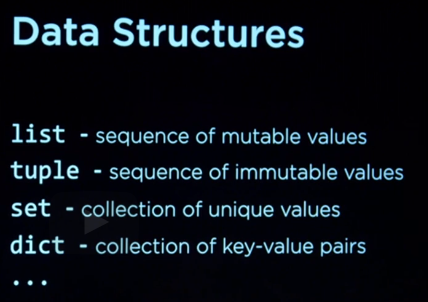 Data Structures
list - sequence of mutable values
tuple - sequence of immutable values
set - collection of unique values
dict - collection of key-value pairs
...